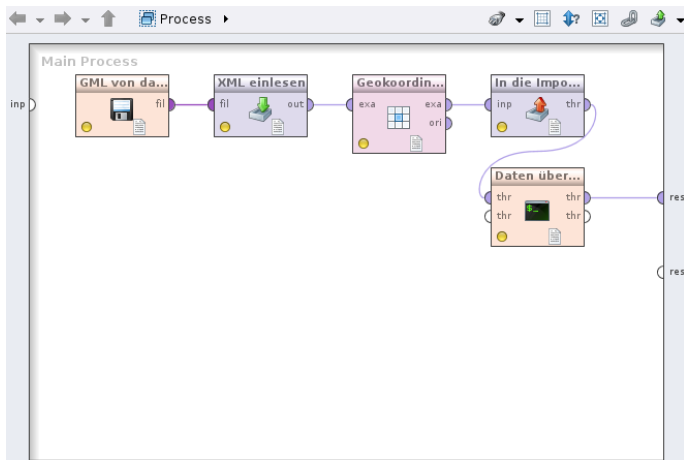 Process
Main Process
GML von da...
fil
XML einlesen
fil out
Geokoordin...
exa exa
ori
In die Impo...
inp thr
inp
Daten über...
thr thr
thr thr
res
res